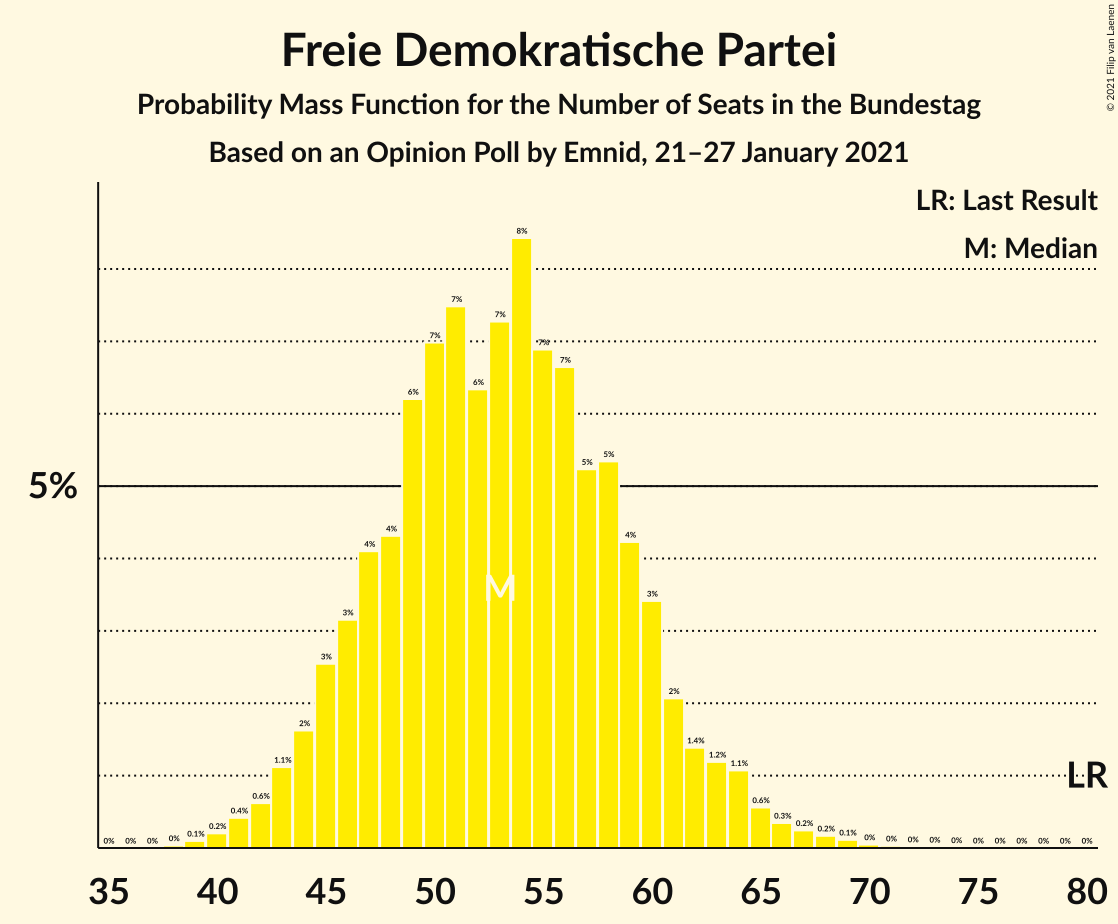 Freie Demokratische Partei
Probability Mass Function for the Number of Seats in the Bundestag
Based on an Opinion Poll by Emnid, 21–27 January 2021
© 2021 Filip van Laenen
LR: Last Result
M: Median
5%
0% 0% 0% 0% 0.1% 0.2% 0.4% 0.6% 1.1% 2% 3% 3% 4% 4% 6% 7% 7% 6% 7% 8% 7% 7% 5% 5% 4% 3% 2% 1.4% 1.2% 1.1% 0.6% 0.3% 0.2% 0.2% 0.1% 0% 0% 0% 0% 0% 0% 0% 0% 0% 0% 0%
M
LR
35 40 45 50 55 60 65 70 75 80